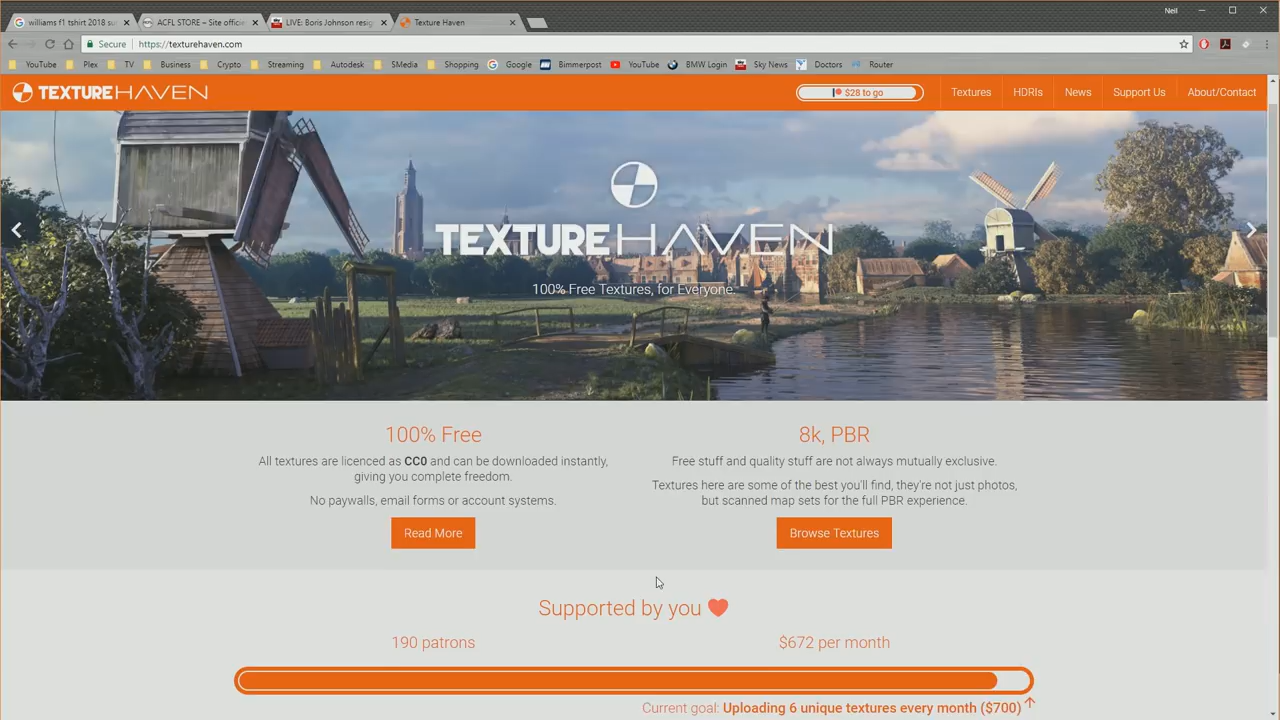 Neil
williams f1 tshirt 2018 su
ACFL STORE – Site offici
LIVE: Boris Johnson resig
Texture Haven
Secure
https://texturehaven.com
YouTube
Plex
TV
Business
Crypto
Streaming
Autodesk
SMedia
Shopping
Google
Bimmerpost
YouTube
BMW Login
Sky News
Doctors
Router
TEXTUREHAVEN
$28 to go
Textures
HDRIs
News
Support Us
About/Contact
TEXTUREHAVEN
100% Free Textures, for Everyone.
100% Free
All textures are licenced as CC0 and can be downloaded instantly,
giving you complete freedom.
No paywalls, email forms or account systems.
Read More
8k, PBR
Free stuff and quality stuff are not always mutually exclusive.
Textures here are some of the best you'll find, they're not just photos,
but scanned map sets for the full PBR experience.
Browse Textures
Supported by you
190 patrons
$672 per month
Current goal: Uploading 6 unique textures every month ($700)